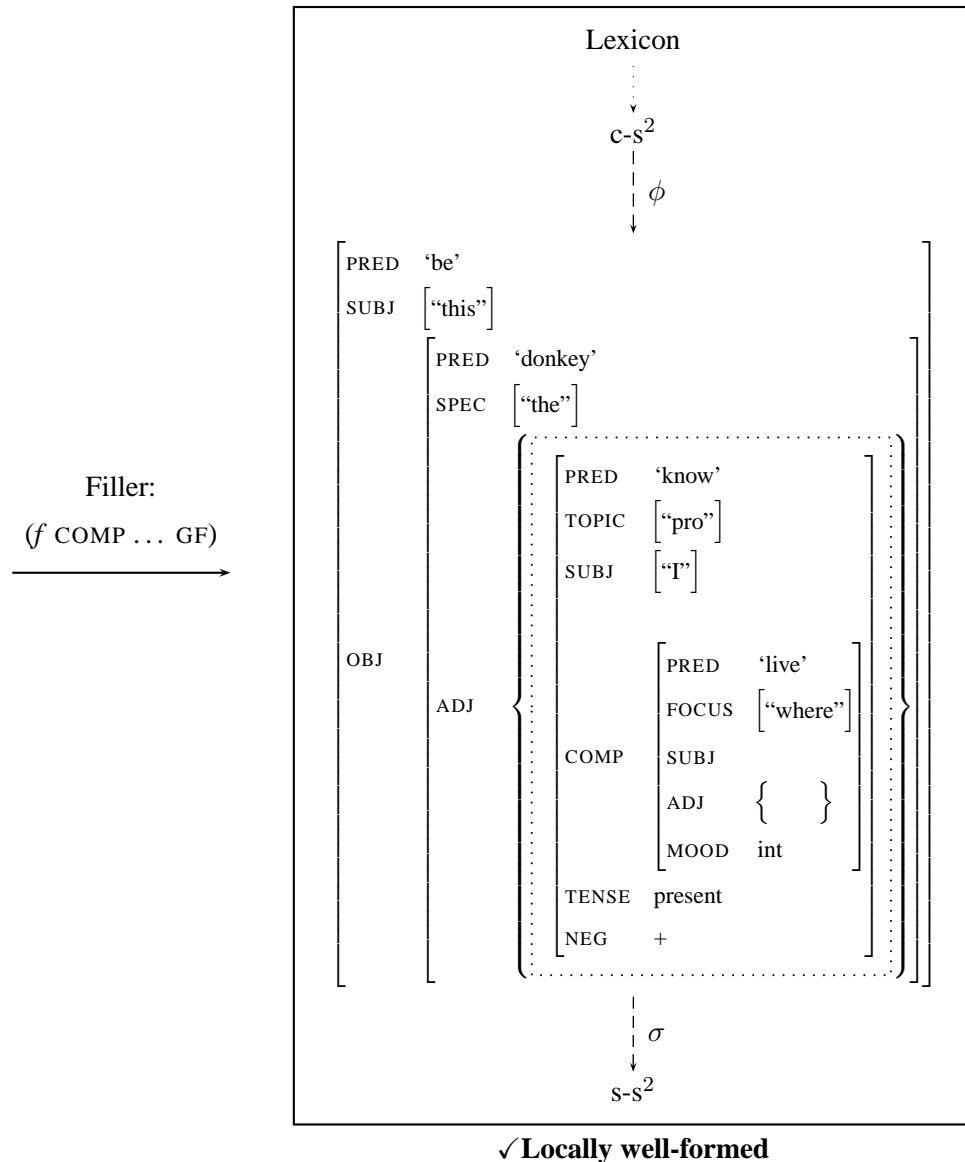 Lexicon
c-s²
ϕ
PRED ‘be’
SUBJ [“this”]
PRED ‘donkey’
SPEC [“the”]
PRED ‘know’
Filler:
TOPIC [“pro”]
(f COMP ... GF)
SUBJ [“I”]
OBJ
PRED ‘live’
ADJ
FOCUS [“where”]
COMP
SUBJ
ADJ { }
MOOD int
TENSE present
NEG +
σ
s-s²
✓Locally well-formed